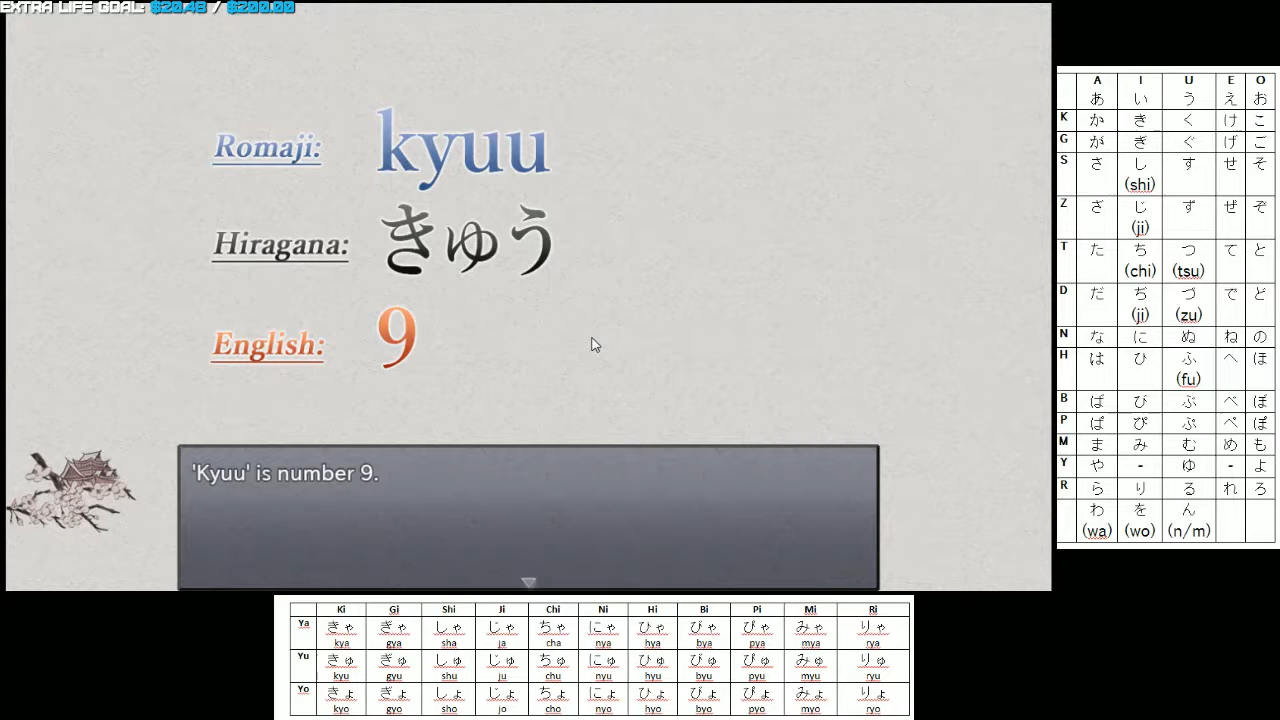 EXTRA LIFE GOAL: $20.48 / $200.00
Romaji: kyuu
Hiragana: きゅう
English: 9
'Kyuu' is number 9.
A I U E O
あ い う え お
K か き く け こ
G が ぎ ぐ げ ご
S さ し す せ そ
(shi)
Z ざ じ ず ぜ ぞ
(ji)
T た ち つ て と
(chi) (tsu)
D だ ぢ づ で ど
(ji) (zu)
N な に ぬ ね の
H は ひ ふ へ ほ
(fu)
B ば び ぶ べ ぼ
P ぱ ぴ ぷ ぺ ぽ
M ま み む め も
Y や - ゆ - よ
R ら り る れ ろ
わ を ん
(wa) (wo) (n/m)
Ki Gi Shi Ji Chi Ni Hi Bi Pi Mi Ri
Ya きゃ ぎゃ しゃ じゃ ちゃ にゃ ひゃ びゃ ぴゃ みゃ りゃ
kya gya sha ja cha nya hya bya pya mya rya
Yu きゅ ぎゅ しゅ じゅ ちゅ にゅ ひゅ びゅ ぴゅ みゅ りゅ
kyu gyu shu ju chu nyu hyu byu pyu myu ryu
Yo きょ ぎょ しょ じょ ちょ にょ ひょ びょ ぴょ みょ りょ
kyo gyo sho jo cho nyo hyo byo pyo myo ryo